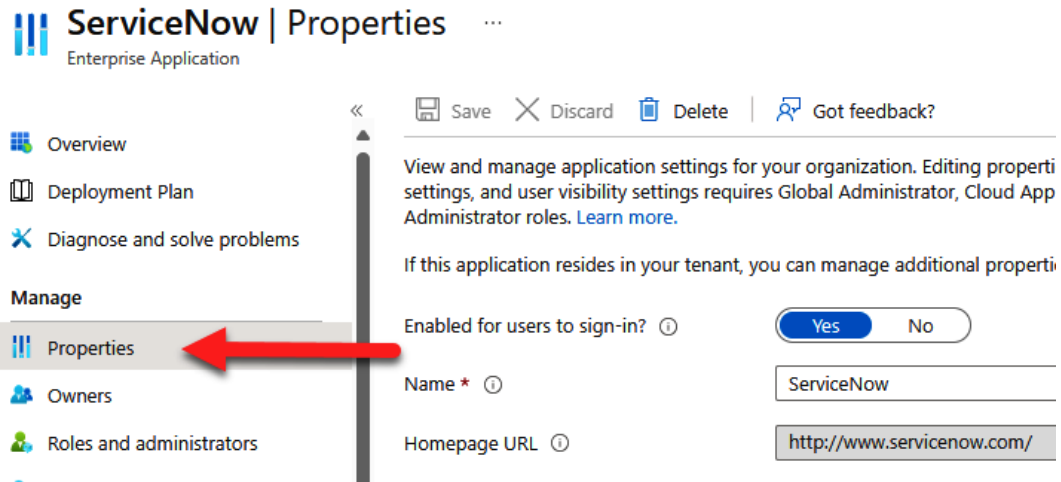 ServiceNow | Properties ...
Enterprise Application
Save Discard Delete Got feedback?
Overview
Deployment Plan
Diagnose and solve problems
Manage
Properties
Owners
Roles and administrators
View and manage application settings for your organization. Editing properti
settings, and user visibility settings requires Global Administrator, Cloud App
Administrator roles. Learn more.
If this application resides in your tenant, you can manage additional properti
Enabled for users to sign-in? Yes No
Name * ServiceNow
Homepage URL http://www.servicenow.com/